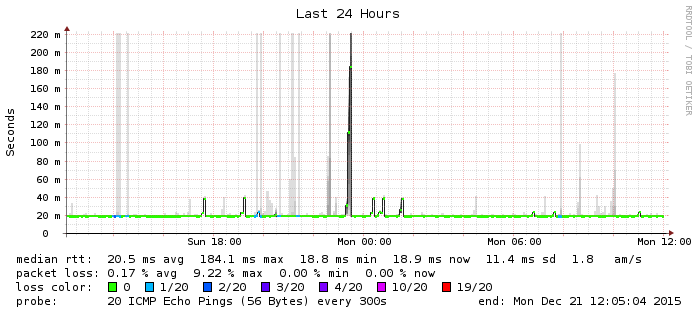 Last 24 Hours
RRDTOOL / TOBI OETIKER
Seconds
220 m
200 m
180 m
160 m
140 m
120 m
100 m
80 m
60 m
40 m
20 m
0
Sun 18:00 Mon 00:00 Mon 06:00 Mon 12:00
median rtt: 20.5 ms avg 184.1 ms max 18.8 ms min 18.9 ms now 11.4 ms sd 1.8 am/s
packet loss: 0.17 % avg 9.22 % max 0.00 % min 0.00 % now
loss color: 0 1/20 2/20 3/20 4/20 10/20 19/20
probe: 20 ICMP Echo Pings (56 Bytes) every 300s end: Mon Dec 21 12:05:04 2015